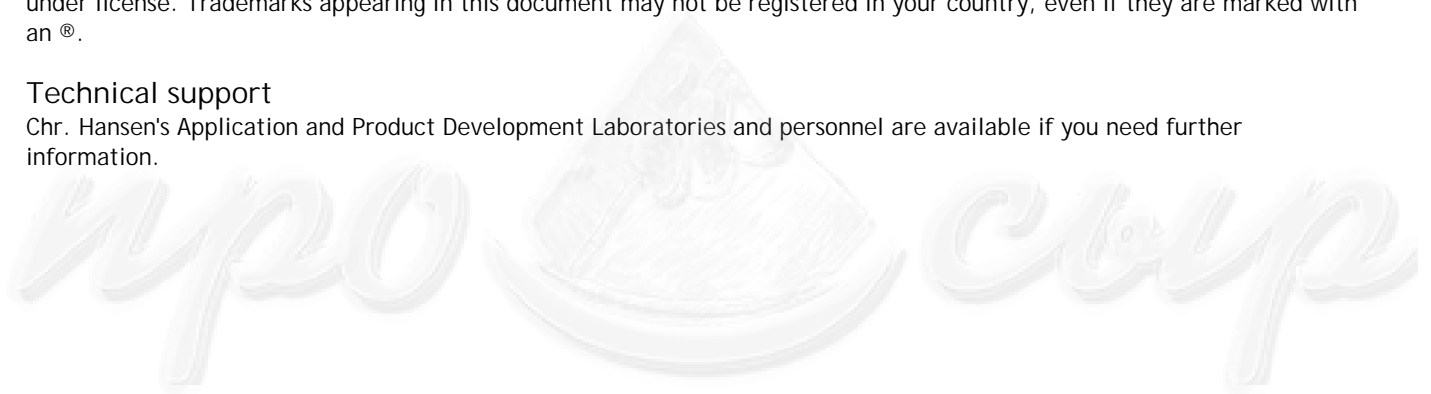 under license. Trademarks appearing in this document may not be registered in your country, even if they are marked with
an ®.
Technical support
Chr. Hansen's Application and Product Development Laboratories and personnel are available if you need further
information.
про сыр